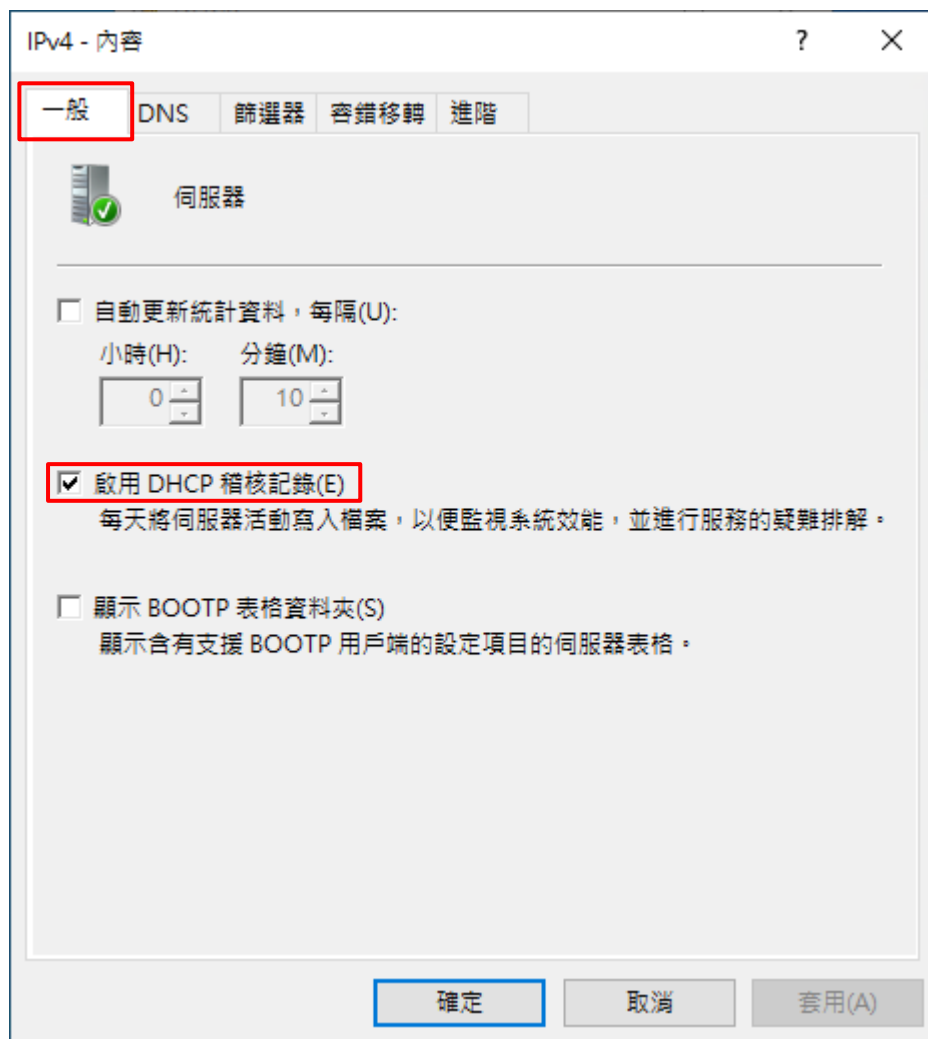 IPv4 - 內容
一般 DNS 篩選器 容錯移轉 進階
伺服器
自動更新統計資料，每隔(U):
小時(H): 分鐘(M):
0 10
啟用 DHCP 稽核記錄(E)
每天將伺服器活動寫入檔案，以便監視系統效能，並進行服務的疑難排解。
顯示 BOOTP 表格資料夾(S)
顯示含有支援 BOOTP 用戶端的設定項目的伺服器表格。
確定 取消 套用(A)